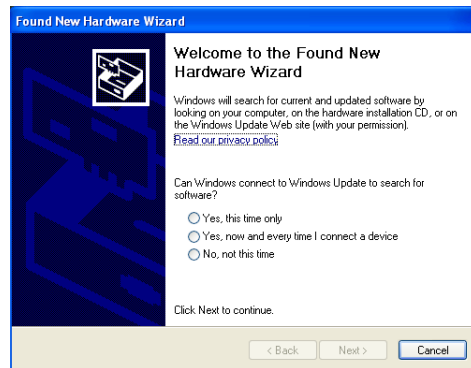 Found New Hardware Wizard
Welcome to the Found New
Hardware Wizard
Windows will search for current and updated software by
looking on your computer, on the hardware installation CD, or on
the Windows Update Web site (with your permission).
Read our privacy policy
Can Windows connect to Windows Update to search for
software?
Yes, this time only
Yes, now and every time I connect a device
No, not this time
Click Next to continue.
< Back
Next >
Cancel